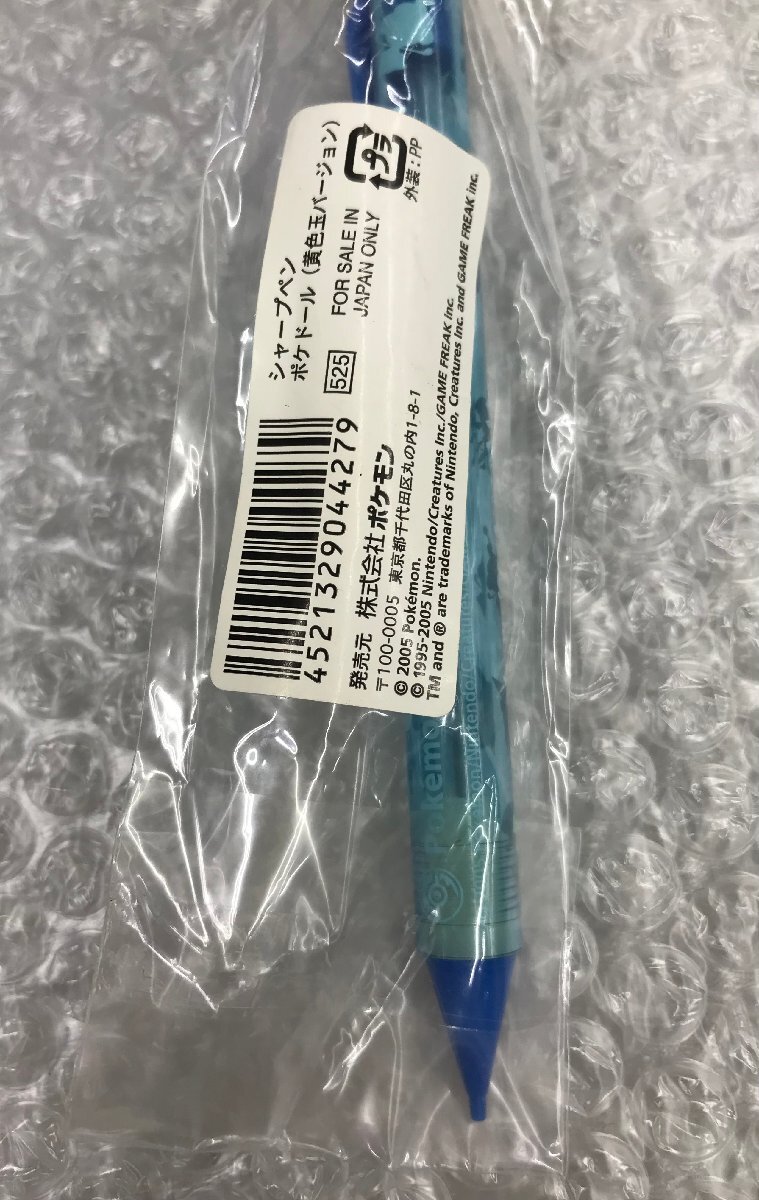 シャープペン
ポケドール（黄色玉バージョン）
プラ
外装：PP
525
FOR SALE IN
JAPAN ONLY
4521329044279
発売元 株式会社 ポケモン
〒100-0005 東京都千代田区丸の内1-8-1
© 2005 Pokémon.
© 1995-2005 Nintendo/Creatures Inc./GAME FREAK inc.
TM and ® are trademarks of Nintendo, Creatures Inc. and GAME FREAK inc.
Pokémo
on/Nintendo/Creatures